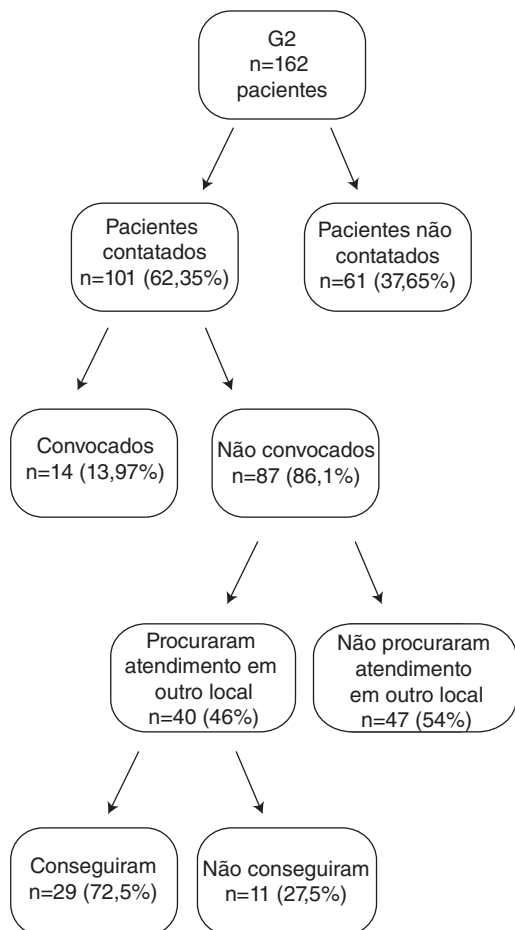 G2
n=162
pacientes
Pacientes
contatados
n=101 (62,35%)
Pacientes não
contatados
n=61 (37,65%)
Convocados
n=14 (13,97%)
Não convocados
n=87 (86,1%)
Procuraram
atendimento em
outro local
n=40 (46%)
Não procuraram
atendimento
em outro local
n=47 (54%)
Conseguiram
n=29 (72,5%)
Não conseguiram
n=11 (27,5%)